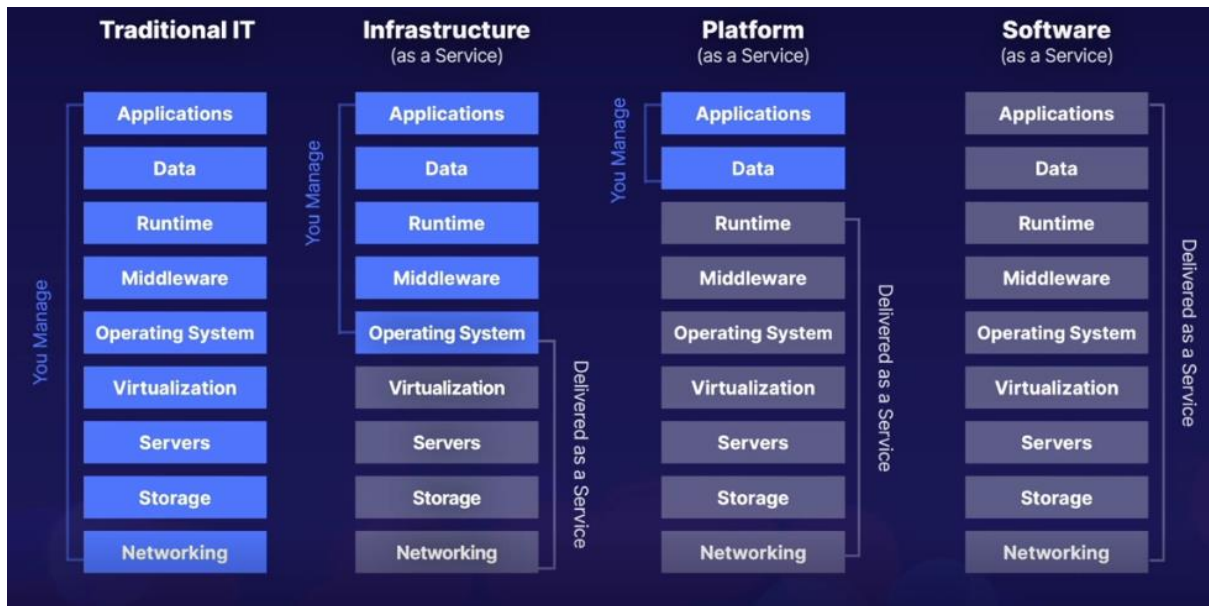 Traditional IT
You Manage
Applications
Data
Runtime
Middleware
Operating System
Virtualization
Servers
Storage
Networking
Infrastructure
(as a Service)
You Manage
Applications
Data
Runtime
Middleware
Operating System
Virtualization
Servers
Storage
Networking
Delivered as a Service
Platform
(as a Service)
You Manage
Applications
Data
Runtime
Middleware
Operating System
Virtualization
Servers
Storage
Networking
Delivered as a Service
Software
(as a Service)
Applications
Data
Runtime
Middleware
Operating System
Virtualization
Servers
Storage
Networking
Delivered as a Service